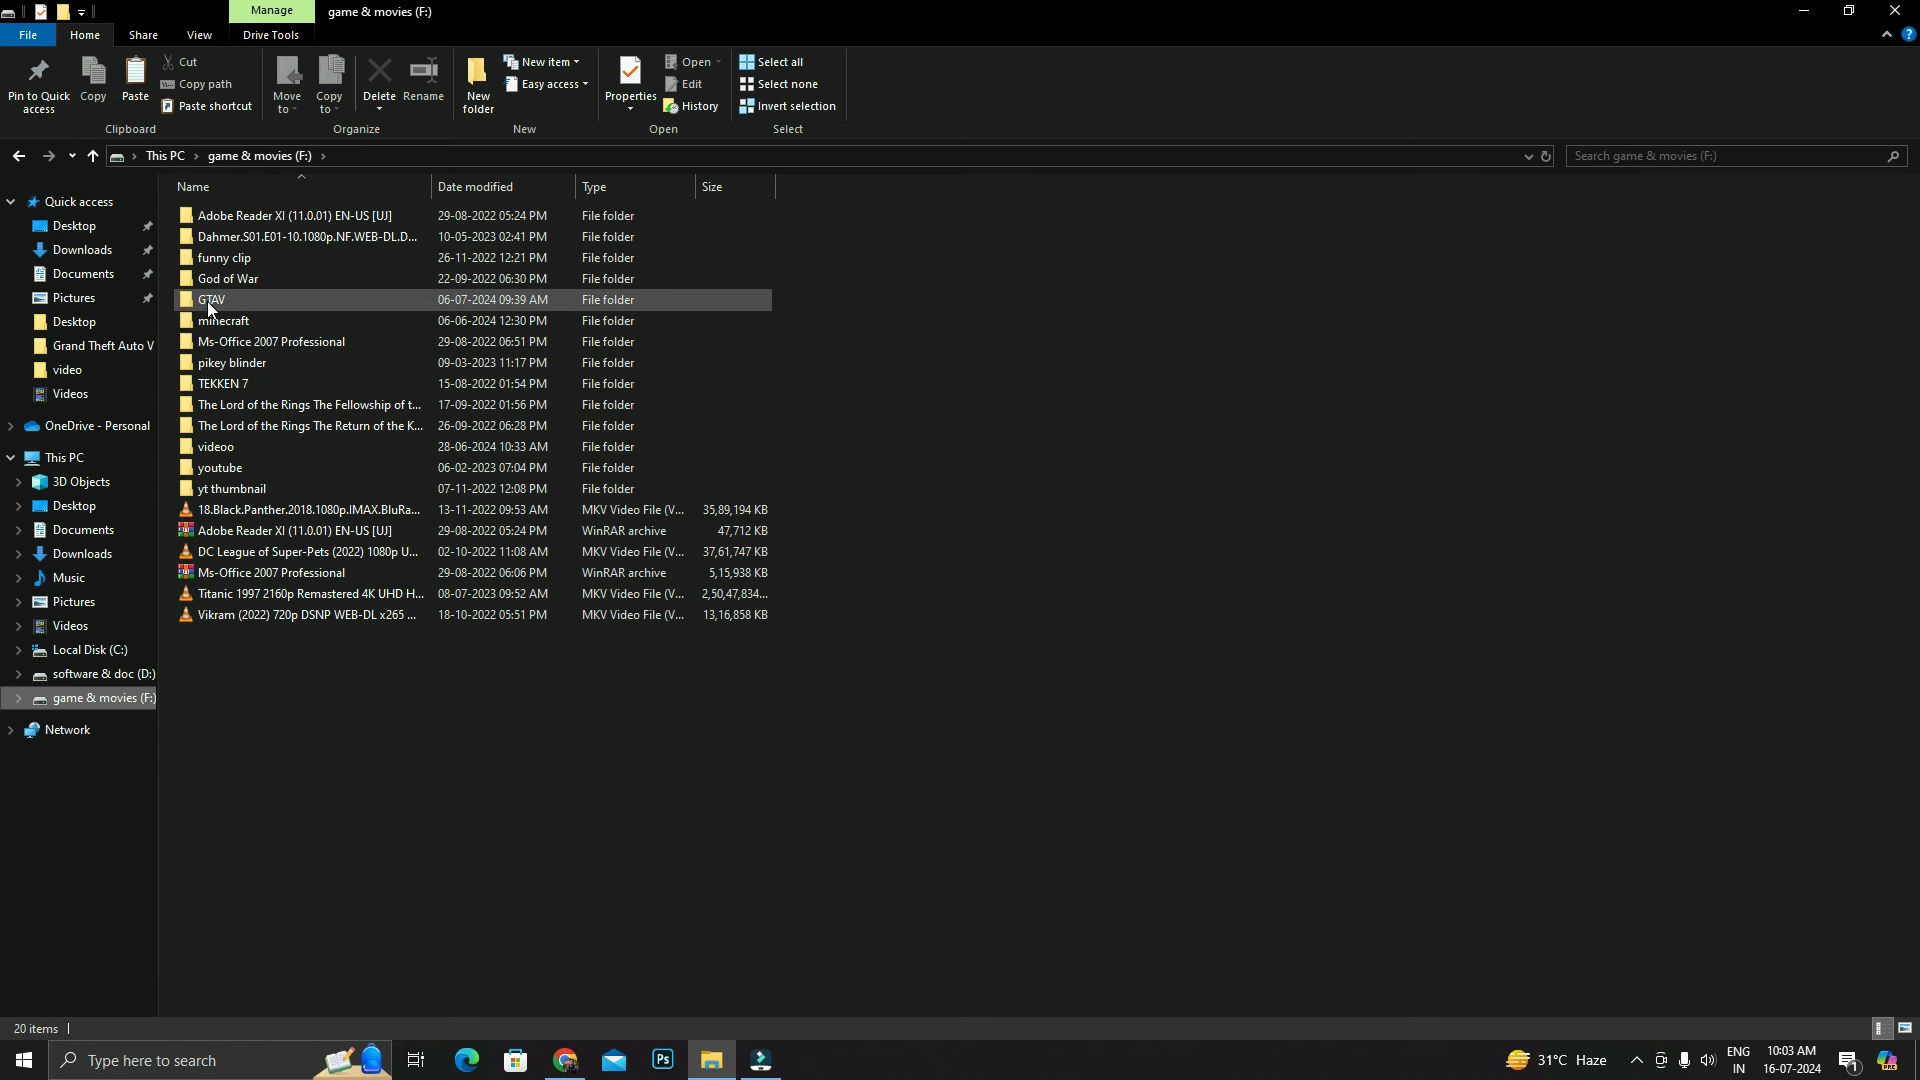 Manage game & movies (F:)
File Home Share View Drive Tools
Pin to Quick access
Copy
Paste
Cut
Copy path
Paste shortcut
Clipboard
Move to
Copy to
Delete
Rename
Organize
New folder
New item
Easy access
New
Properties
Open
Edit
History
Open
Select all
Select none
Invert selection
Select
This PC > game & movies (F:) >
Search game & movies (F:)
Quick access
Desktop
Downloads
Documents
Pictures
Desktop
Grand Theft Auto V
video
Videos
OneDrive - Personal
This PC
3D Objects
Desktop
Documents
Downloads
Music
Pictures
Videos
Local Disk (C:)
software & doc (D:)
game & movies (F:)
Network
Name Date modified Type Size
Adobe Reader XI (11.0.01) EN-US [UJ] 29-08-2022 05:24 PM File folder
Dahmer.S01.E01-10.1080p.NF.WEB-DL.D... 10-05-2023 02:41 PM File folder
funny clip 26-11-2022 12:21 PM File folder
God of War 22-09-2022 06:30 PM File folder
GTAV 06-07-2024 09:39 AM File folder
minecraft 06-06-2024 12:30 PM File folder
Ms-Office 2007 Professional 29-08-2022 06:51 PM File folder
pikey blinder 09-03-2023 11:17 PM File folder
TEKKEN 7 15-08-2022 01:54 PM File folder
The Lord of the Rings The Fellowship of t... 17-09-2022 01:56 PM File folder
The Lord of the Rings The Return of the K... 26-09-2022 06:28 PM File folder
videoo 28-06-2024 10:33 AM File folder
youtube 06-02-2023 07:04 PM File folder
yt thumbnail 07-11-2022 12:08 PM File folder
18.Black.Panther.2018.1080p.IMAX.BluRa... 13-11-2022 09:53 AM MKV Video File (V... 35,89,194 KB
Adobe Reader XI (11.0.01) EN-US [UJ] 29-08-2022 05:24 PM WinRAR archive 47,712 KB
DC League of Super-Pets (2022) 1080p U... 02-10-2022 11:08 AM MKV Video File (V... 37,61,747 KB
Ms-Office 2007 Professional 29-08-2022 06:06 PM WinRAR archive 5,15,938 KB
Titanic 1997 2160p Remastered 4K UHD H... 08-07-2023 09:52 AM MKV Video File (V... 2,50,47,834...
Vikram (2022) 720p DSNP WEB-DL x265 ... 18-10-2022 05:51 PM MKV Video File (V... 13,16,858 KB
20 items
Type here to search
Ps
31°C Haze
ENG
IN
10:03 AM
16-07-2024
1
PRE